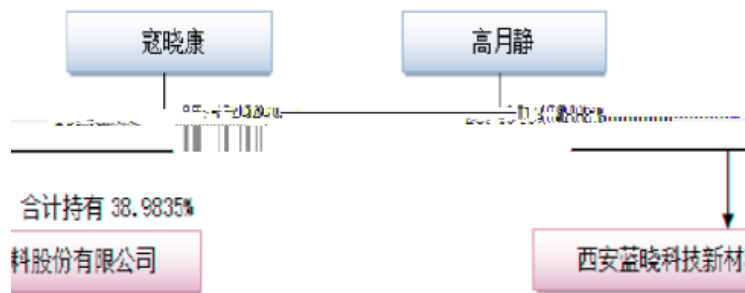 寇晓康
高月静
合计持有 38.9835%
料股份有限公司
西安蓝晓科技新材